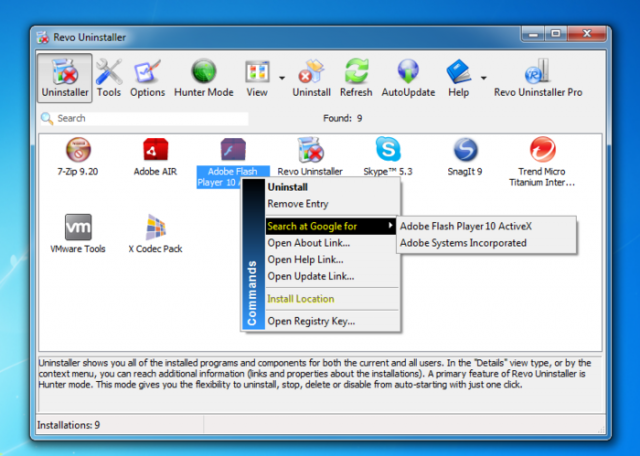 Revo Uninstaller
Uninstaller Tools Options Hunter Mode View Uninstall Refresh AutoUpdate Help Revo Uninstaller Pro
Search Found: 9
7-Zip 9.20 Adobe AIR Adobe Flash Revo Uninstaller Skype™ 5.3 SnagIt 9 Trend Micro
Player 10 Titanium Inter...
Uninstall
Remove Entry
Search at Google for Adobe Flash Player 10 ActiveX
Open About Link... Adobe Systems Incorporated
VMware Tools X Codec Pack
Open Help Link...
Open Update Link...
Install Location
Open Registry Key...
Commands
Uninstaller shows you all of the installed programs and components for both the current and all users. In the "Details" view type, or by the
context menu, you can reach additional information (links and properties about the installations). A primary feature of Revo Uninstaller is
Hunter mode. This mode gives you the flexibility to uninstall, stop, delete or disable from auto-starting with just one click.
Installations: 9